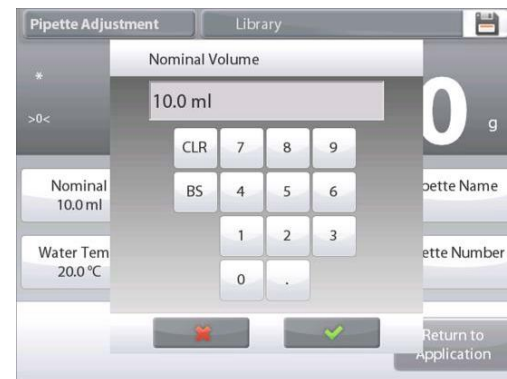 Pipette Adjustment Library
Nominal Volume
*
10.0 ml
>0<
0 g
CLR 7 8 9
BS 4 5 6
1 2 3
0 .
Nominal
10.0 ml
pette Name
Water Tem
20.0 °C
ette Number
Return to
Application